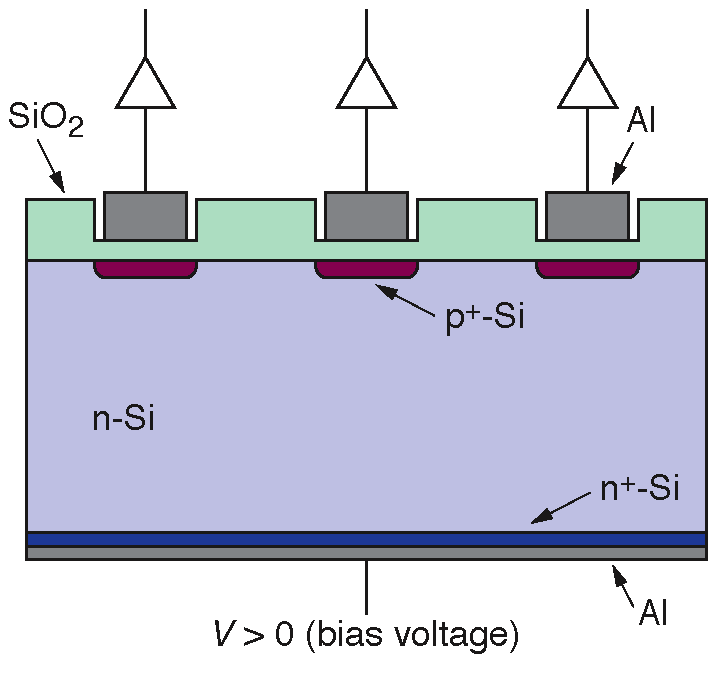 SiO₂
Al
p⁺-Si
n-Si
n⁺-Si
Al
V > 0 (bias voltage)